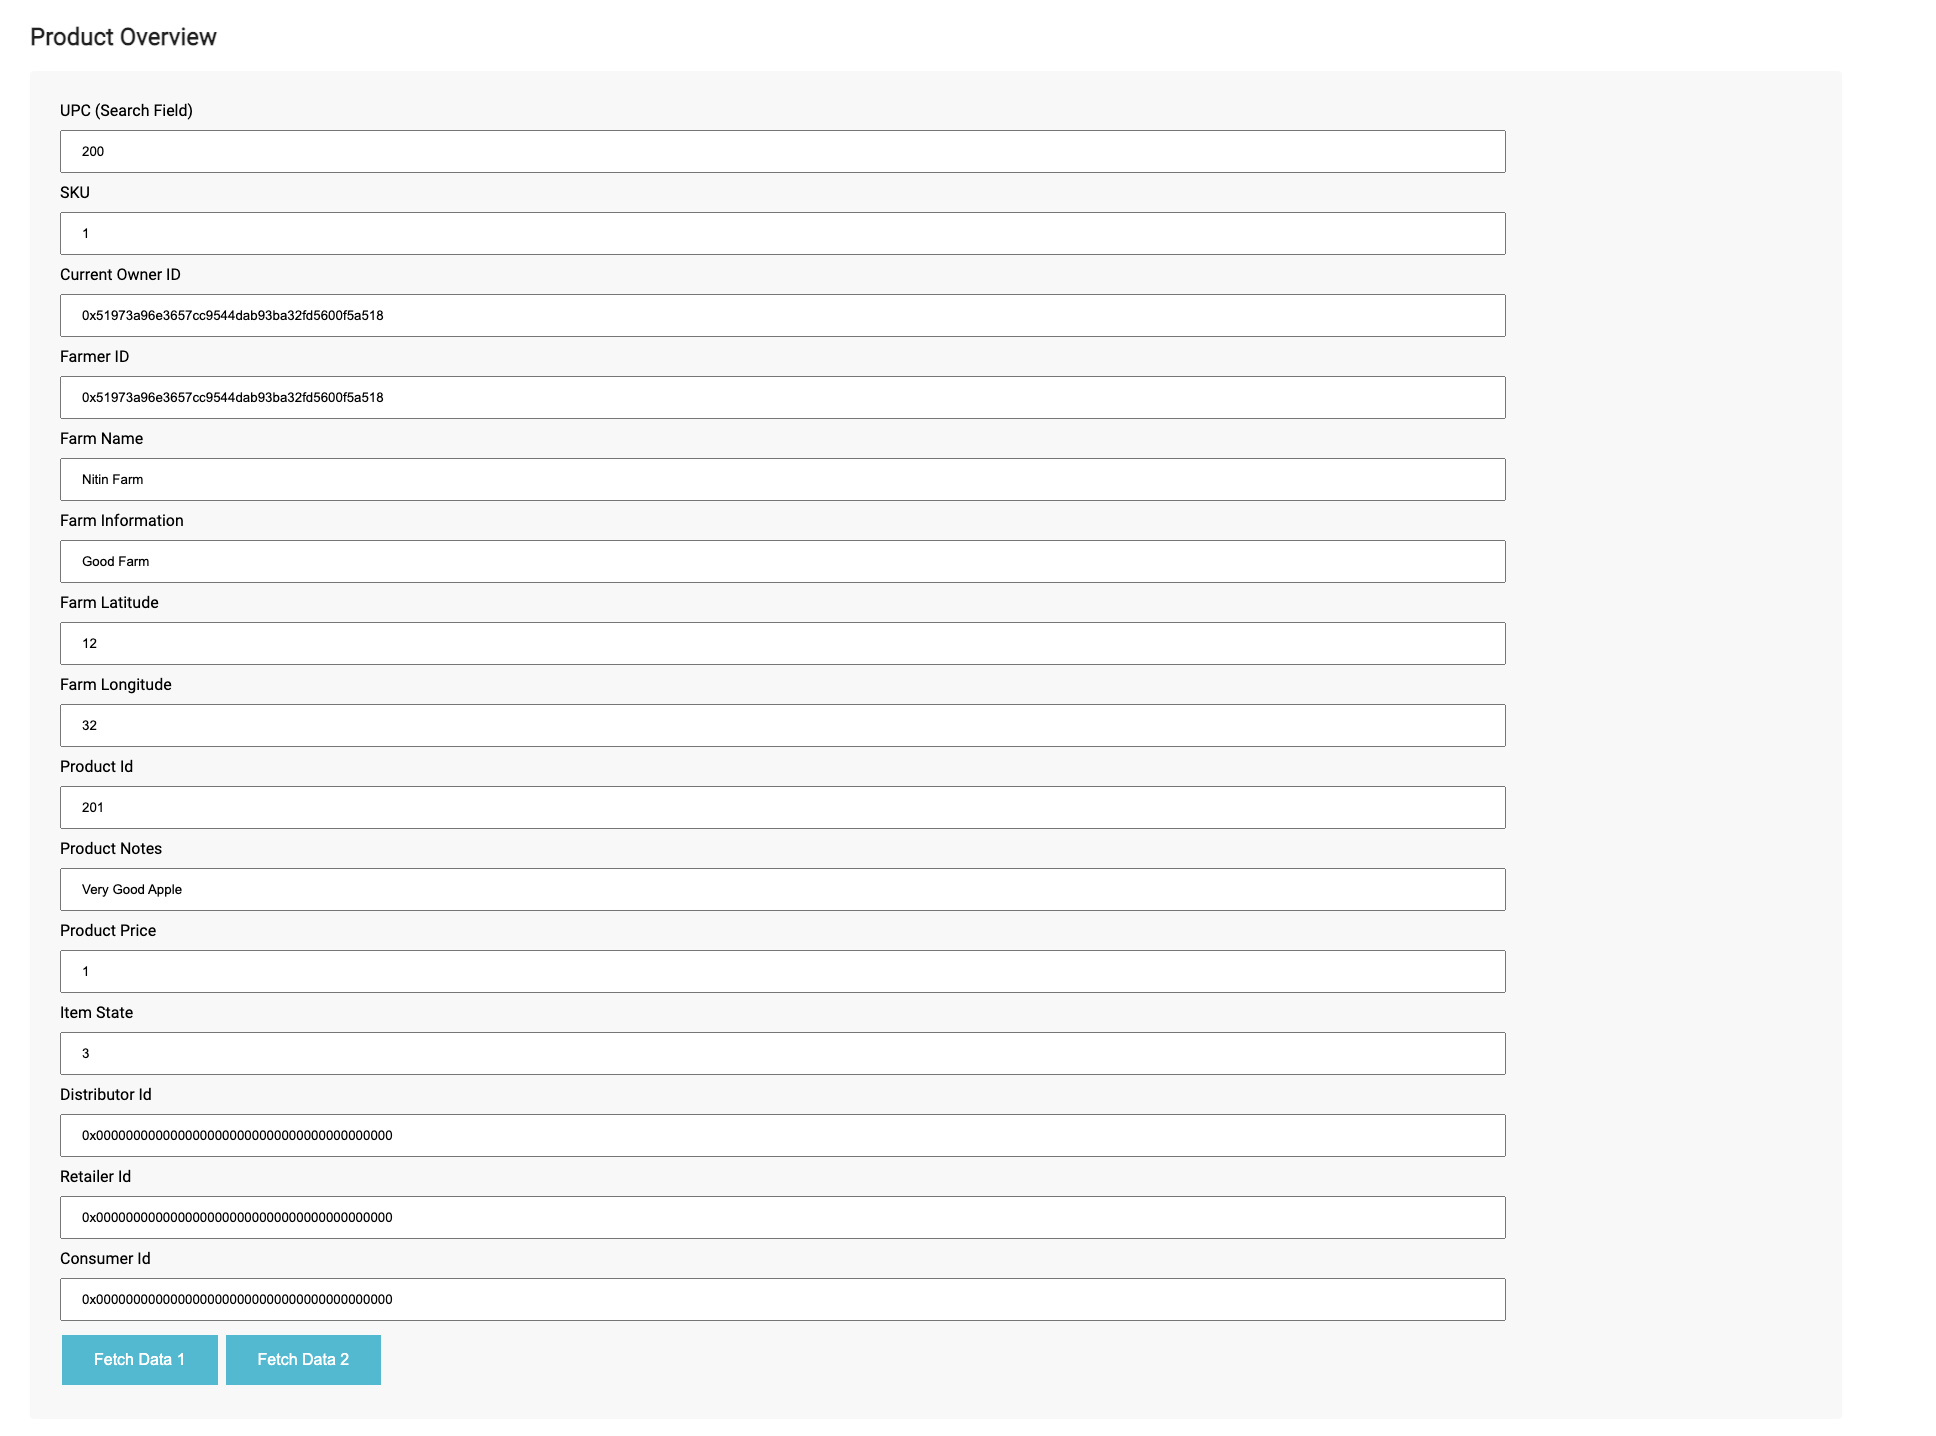 Product Overview
UPC (Search Field)
200
SKU
1
Current Owner ID
0x51973a96e3657cc9544dab93ba32fd5600f5a518
Farmer ID
0x51973a96e3657cc9544dab93ba32fd5600f5a518
Farm Name
Nitin Farm
Farm Information
Good Farm
Farm Latitude
12
Farm Longitude
32
Product Id
201
Product Notes
Very Good Apple
Product Price
1
Item State
3
Distributor Id
0x0000000000000000000000000000000000000000
Retailer Id
0x0000000000000000000000000000000000000000
Consumer Id
0x0000000000000000000000000000000000000000
Fetch Data 1 Fetch Data 2